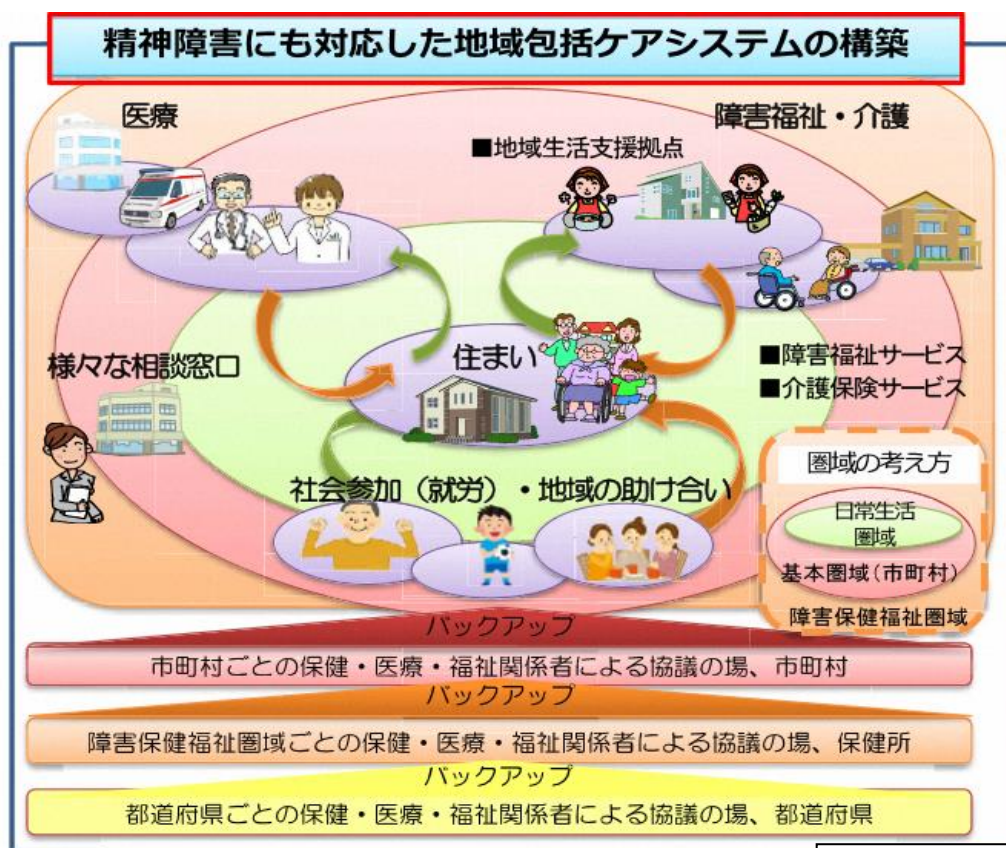 精神障害にも対応した地域包括ケアシステムの構築
医療
障害福祉・介護
■地域生活支援拠点
様々な相談窓口
住まい
■障害福祉サービス
■介護保険サービス
社会参加（就労）・地域の助け合い
圏域の考え方
日常生活
圏域
基本圏域（市町村）
障害保健福祉圏域
バックアップ
市町村ごとの保健・医療・福祉関係者による協議の場、市町村
バックアップ
障害保健福祉圏域ごとの保健・医療・福祉関係者による協議の場、保健所
バックアップ
都道府県ごとの保健・医療・福祉関係者による協議の場、都道府県